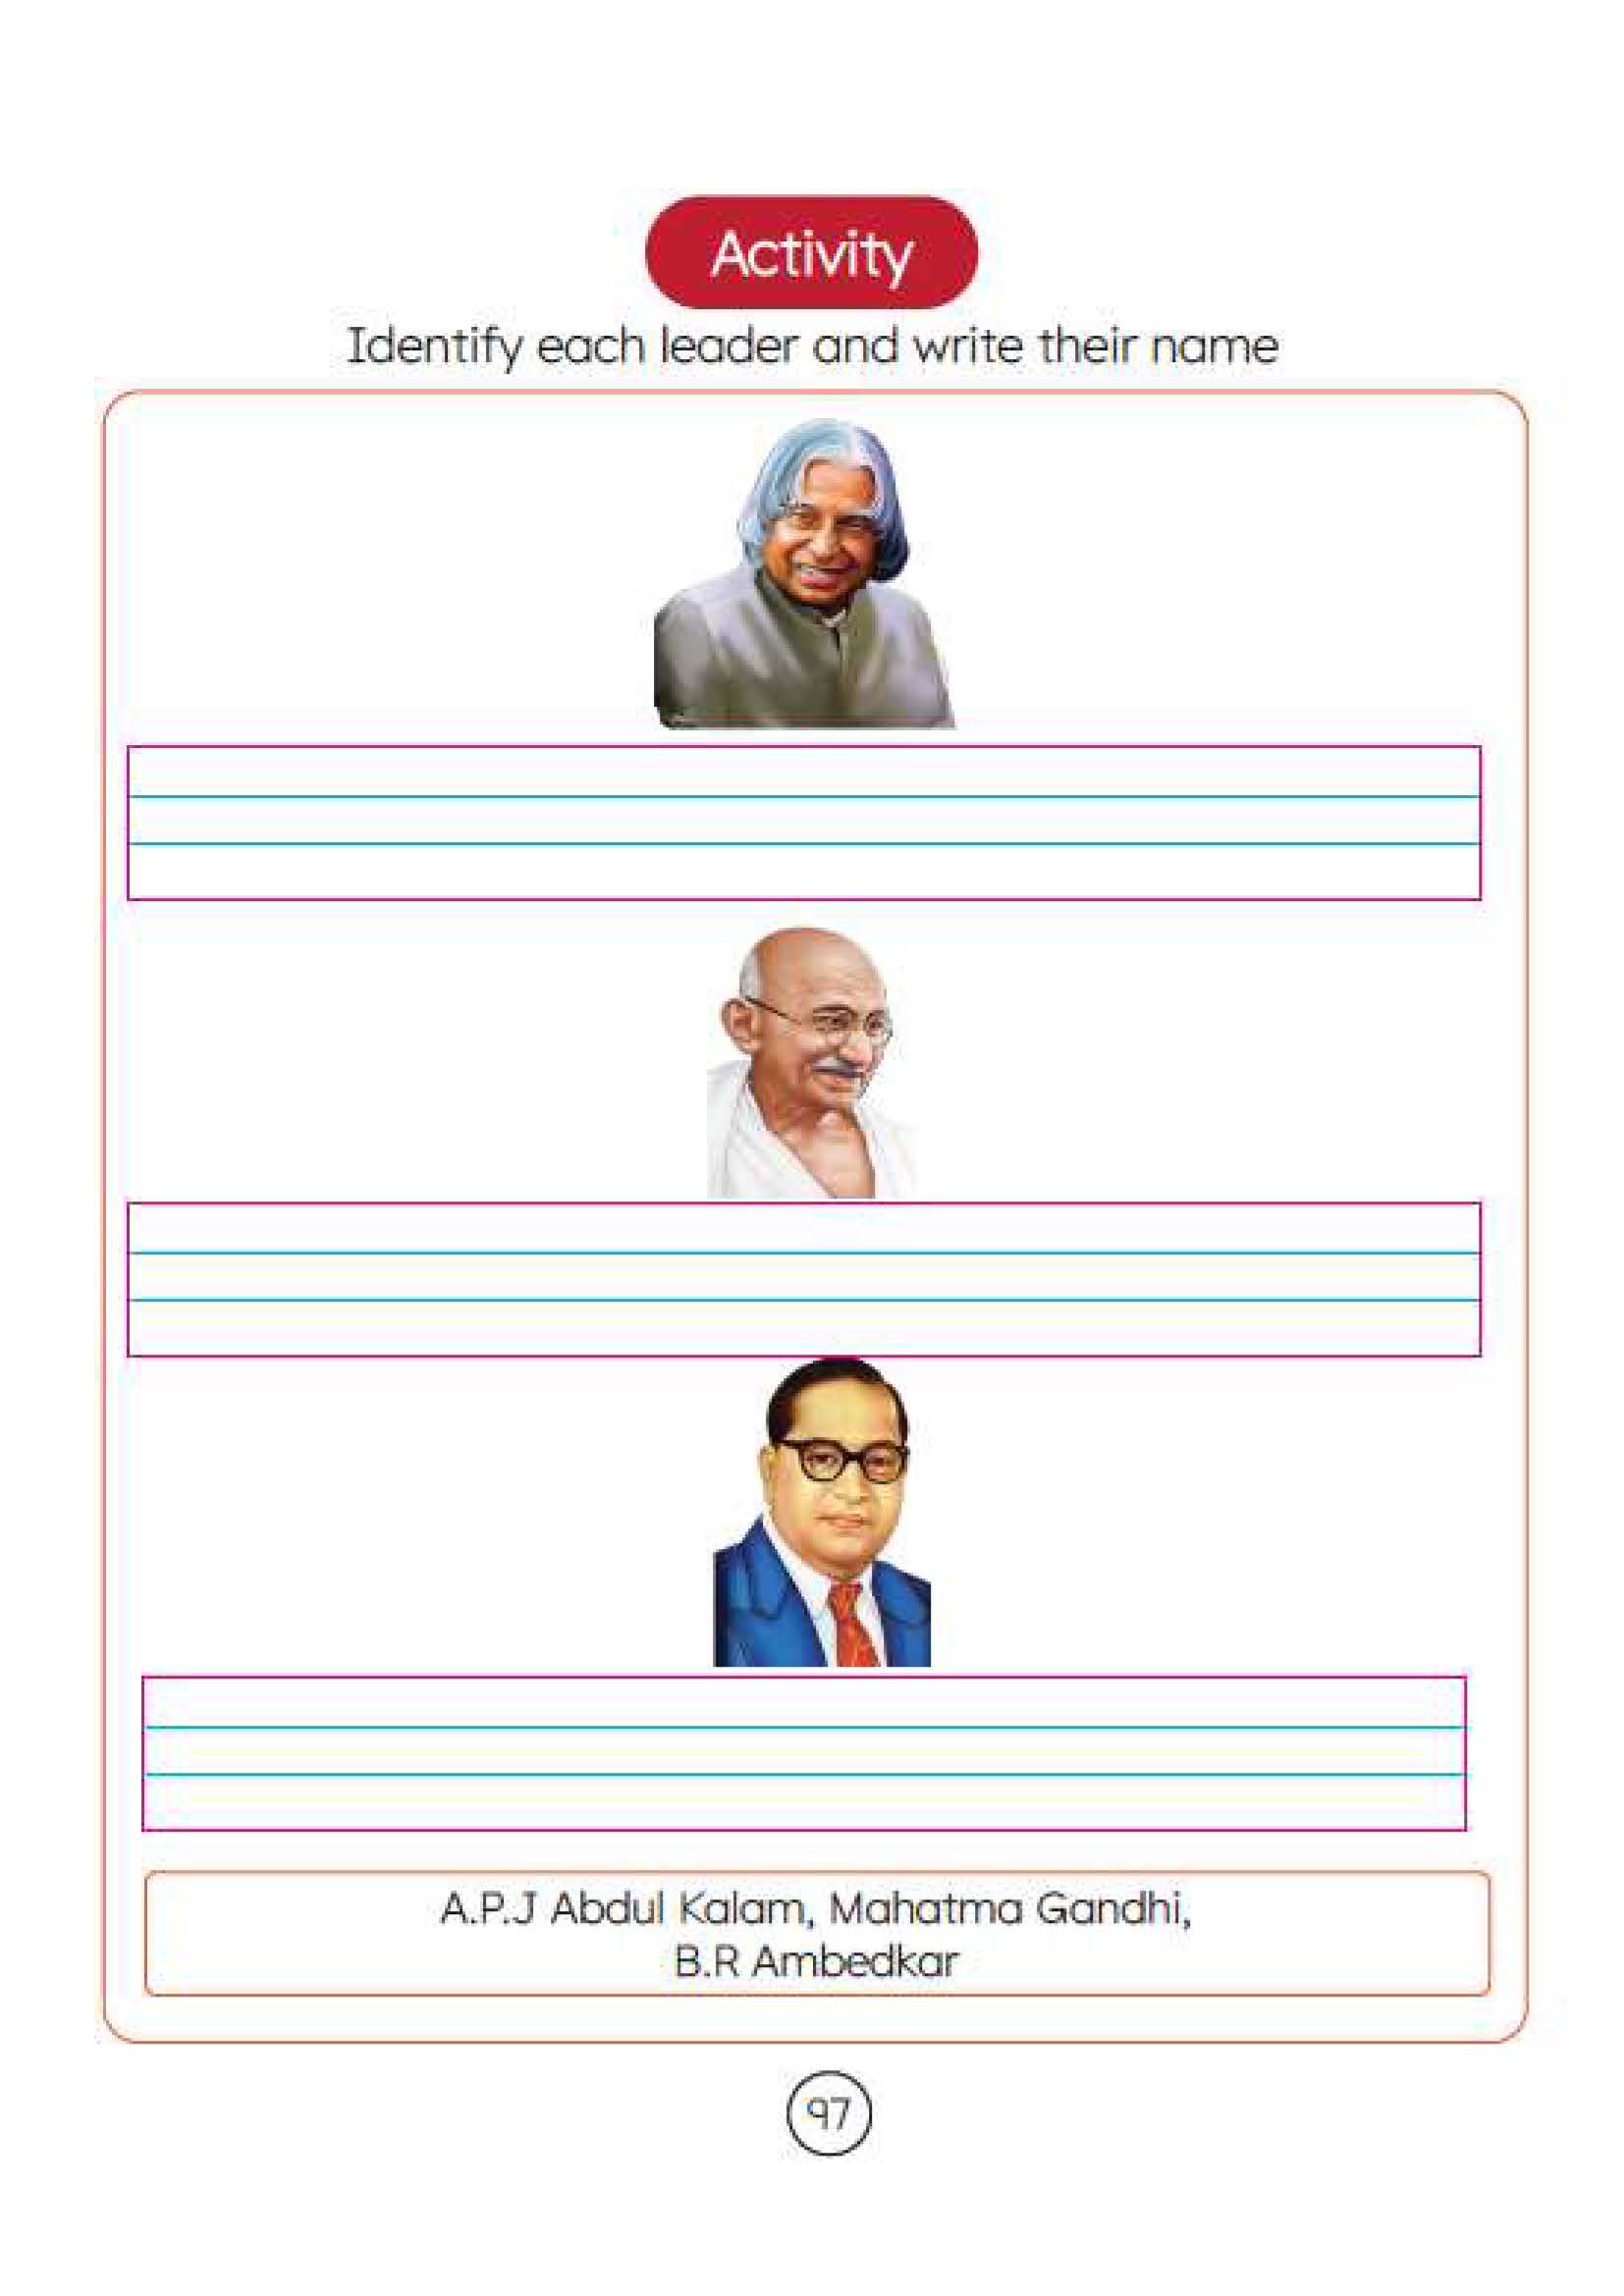 Activity
Identify each leader and write their name
A.P.J Abdul Kalam, Mahatma Gandhi,
B.R Ambedkar
97